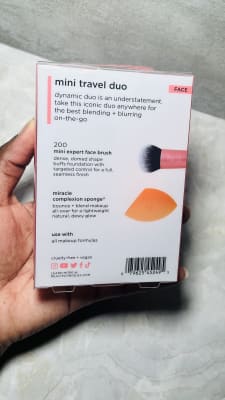 mini travel duo
FACE
dynamic duo is an understatement.
take this iconic duo anywhere for
the best blending + blurring
on-the-go
200
mini expert face brush
dense, domed shape
buffs foundation with
targeted control for a full,
seamless finish
miracle
complexion sponge®
bounce + blend makeup
all-over for a lightweight
natural, dewy glow
use with
all makeup formulas
cruelty-free + vegan